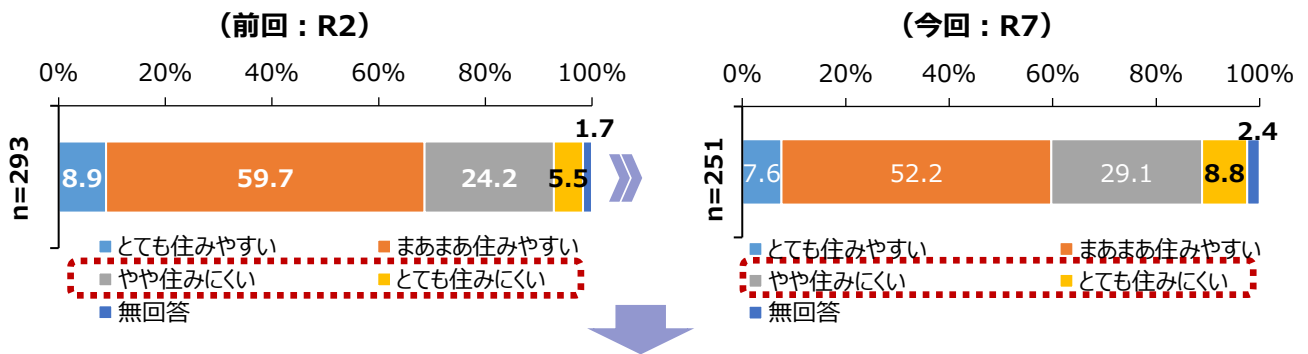 (前回:R2)
0% 20% 40% 60% 80% 100%
1.7
n=293
8.9 59.7 24.2 5.5
とても住みやすい まあまあ住みやすい
やや住みにくい とても住みにくい
無回答
(今回:R7)
0% 20% 40% 60% 80% 100%
2.4
n=251
7.6 52.2 29.1 8.8
とても住みやすい まあまあ住みやすい
やや住みにくい とても住みにくい
無回答